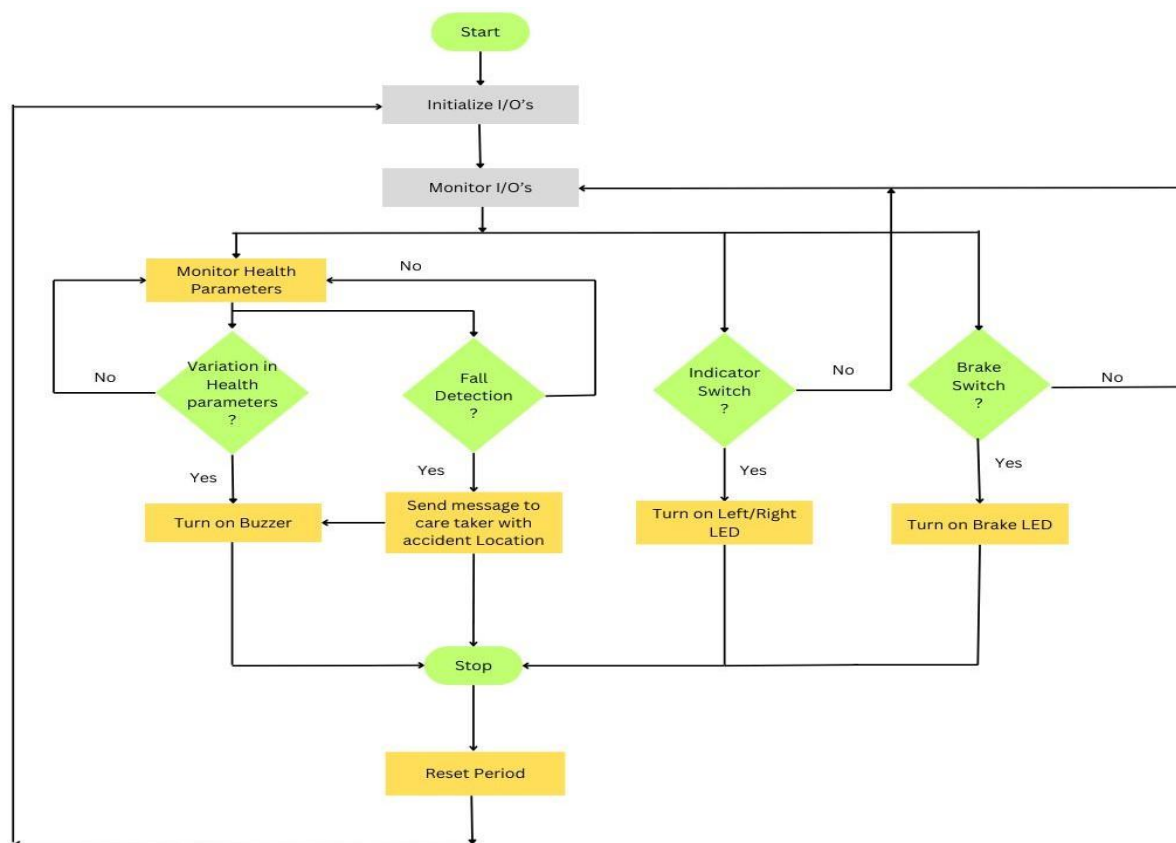 Start
Initialize I/O's
Monitor I/O's
Monitor Health
Parameters
No
Variation in
Health
parameters
?
No
Fall
Detection
?
Indicator
Switch
?
No
Brake
Switch
?
No
Yes
Yes
Yes
Yes
Turn on Buzzer
Send message to
care taker with
accident Location
Turn on Left/Right
LED
Turn on Brake LED
Stop
Reset Period